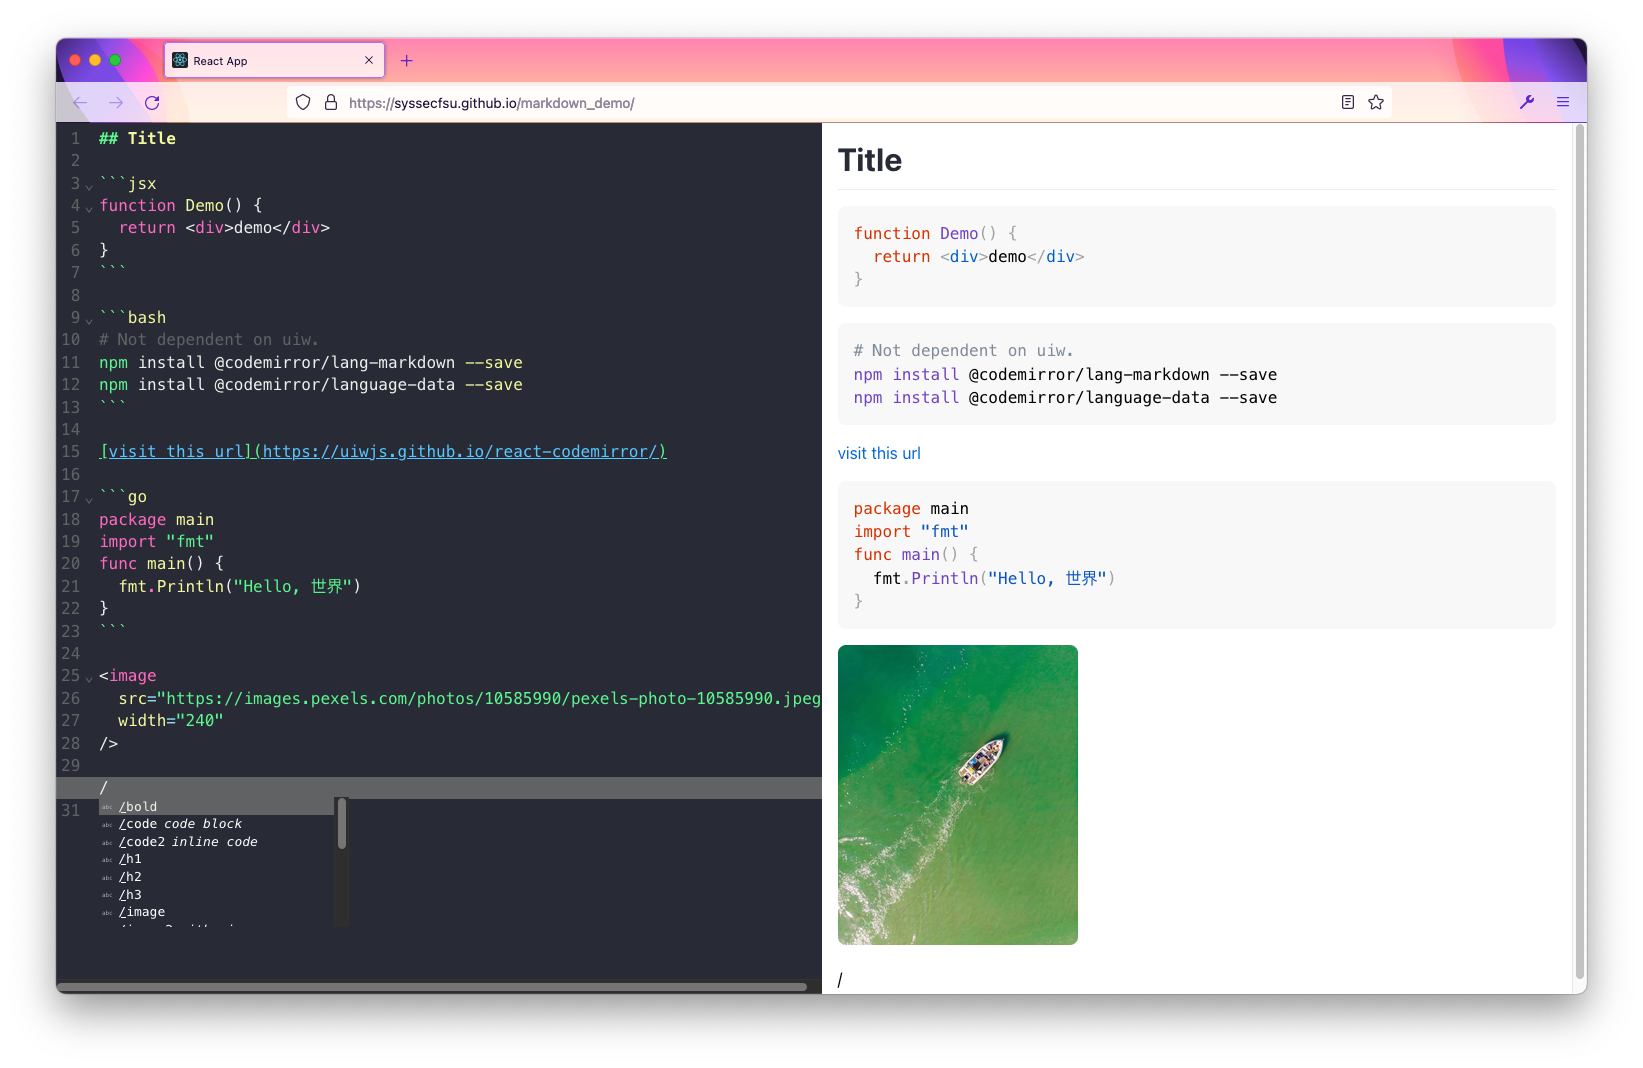 React App
https://syssecfsu.github.io/markdown_demo/
1 ## Title
2
3 ```jsx
4 function Demo() {
5 return <div>demo</div>
6 }
7 ```
8
9 ```bash
10 # Not dependent on uiw.
11 npm install @codemirror/lang-markdown --save
12 npm install @codemirror/language-data --save
13 ```
14
15 [visit this url](https://uiwjs.github.io/react-codemirror/)
16
17 ```go
18 package main
19 import "fmt"
20 func main() {
21 fmt.Println("Hello, 世界")
22 }
23 ```
24
25 <image
26 src="https://images.pexels.com/photos/10585990/pexels-photo-10585990.jpeg
27 width="240"
28 />
29
/
31
abc /bold
abc /code code block
abc /code2 inline code
abc /h1
abc /h2
abc /h3
abc /image
Title
function Demo() {
return <div>demo</div>
}
# Not dependent on uiw.
npm install @codemirror/lang-markdown --save
npm install @codemirror/language-data --save
visit this url
package main
import "fmt"
func main() {
fmt.Println("Hello, 世界")
}
/